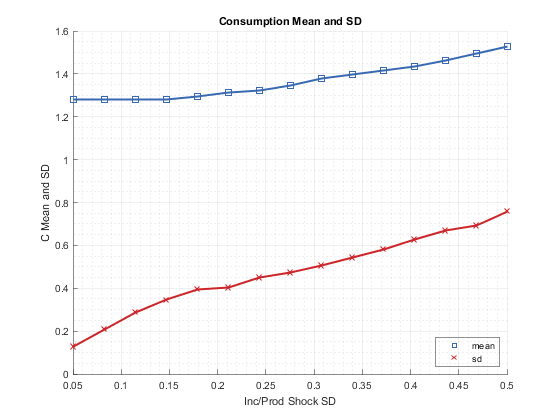 Consumption Mean and SD
1.6
1.4
1.2
1
0.8
0.6
0.4
0.2
0
C Mean and SD
mean
sd
0.05 0.1 0.15 0.2 0.25 0.3 0.35 0.4 0.45 0.5
Inc/Prod Shock SD